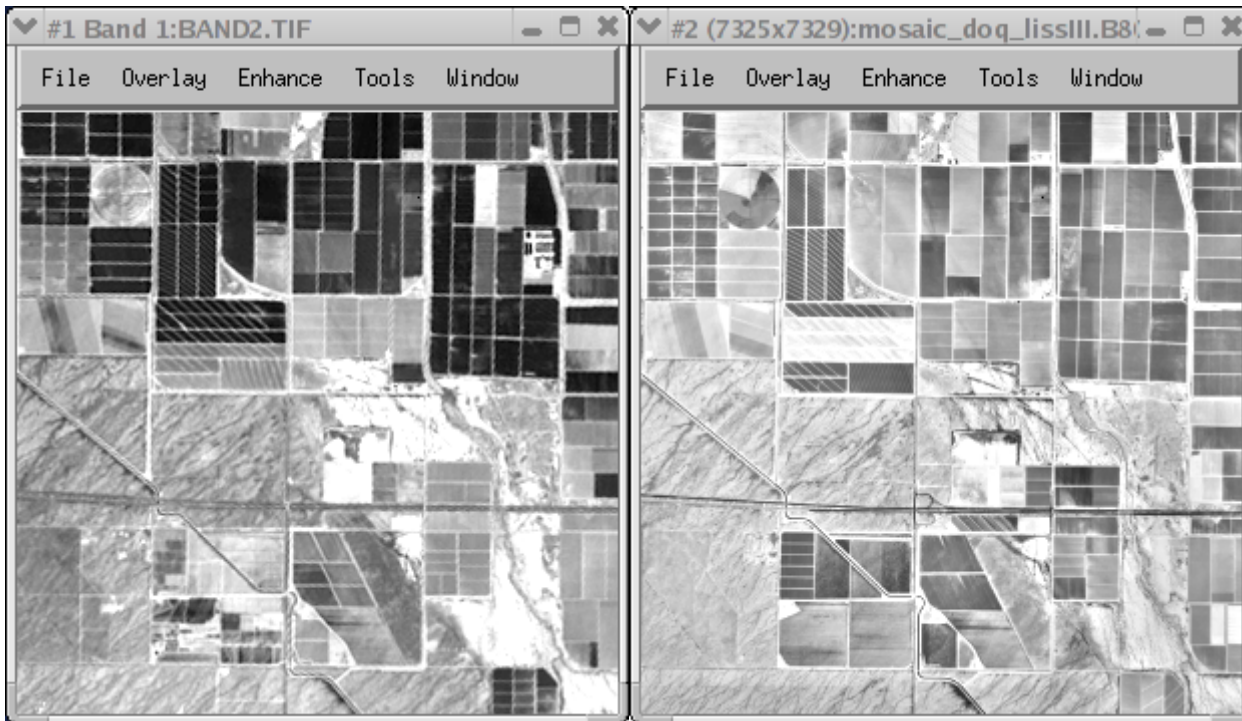 #1 Band 1:BAND2.TIF
File Overlay Enhance Tools Window
#2 (7325x7329):mosaic_doq_lissIII.B8(
File Overlay Enhance Tools Window